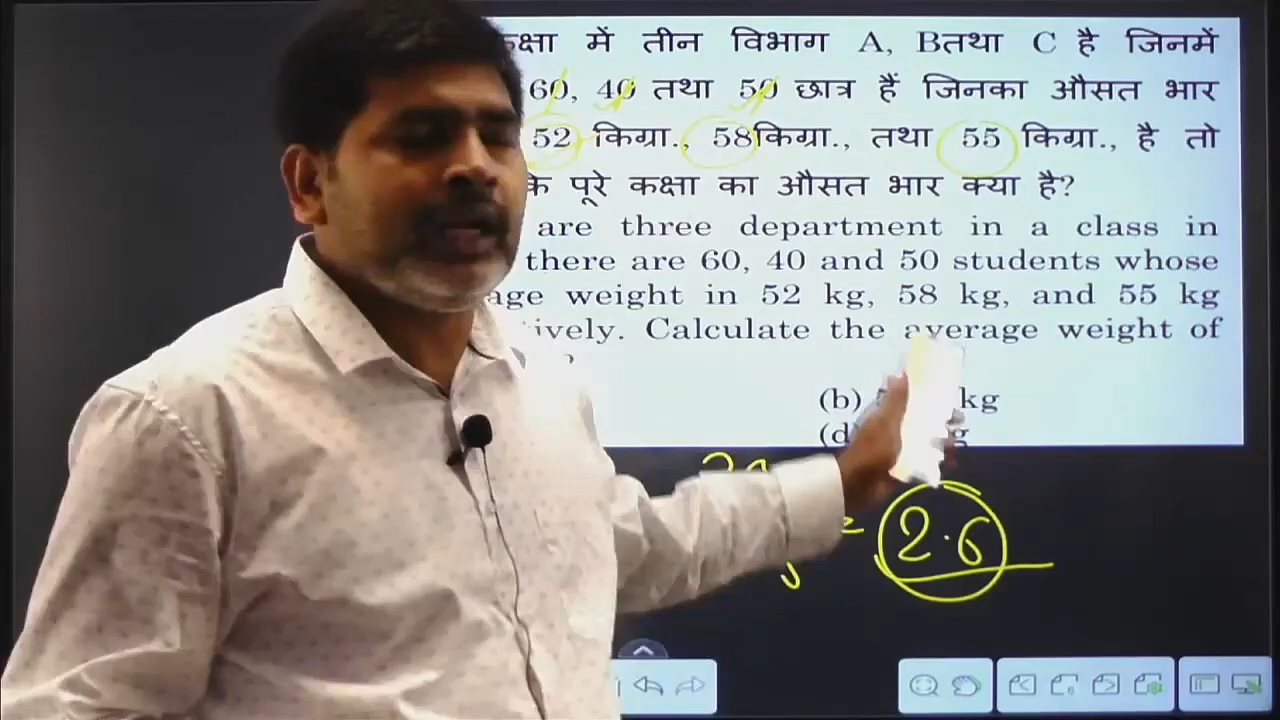 कक्षा में तीन विभाग A, Bतथा C है जिनमें
60, 40 तथा 50 छात्र हैं जिनका औसत भार
52 किग्रा., 58किग्रा., तथा 55 किग्रा., है तो
के पूरे कक्षा का औसत भार क्या है?
are three department in a class in
there are 60, 40 and 50 students whose
weight in 52 kg, 58 kg, and 55 kg
Calculate the average weight of
(b) kg
(d)
= 2.6